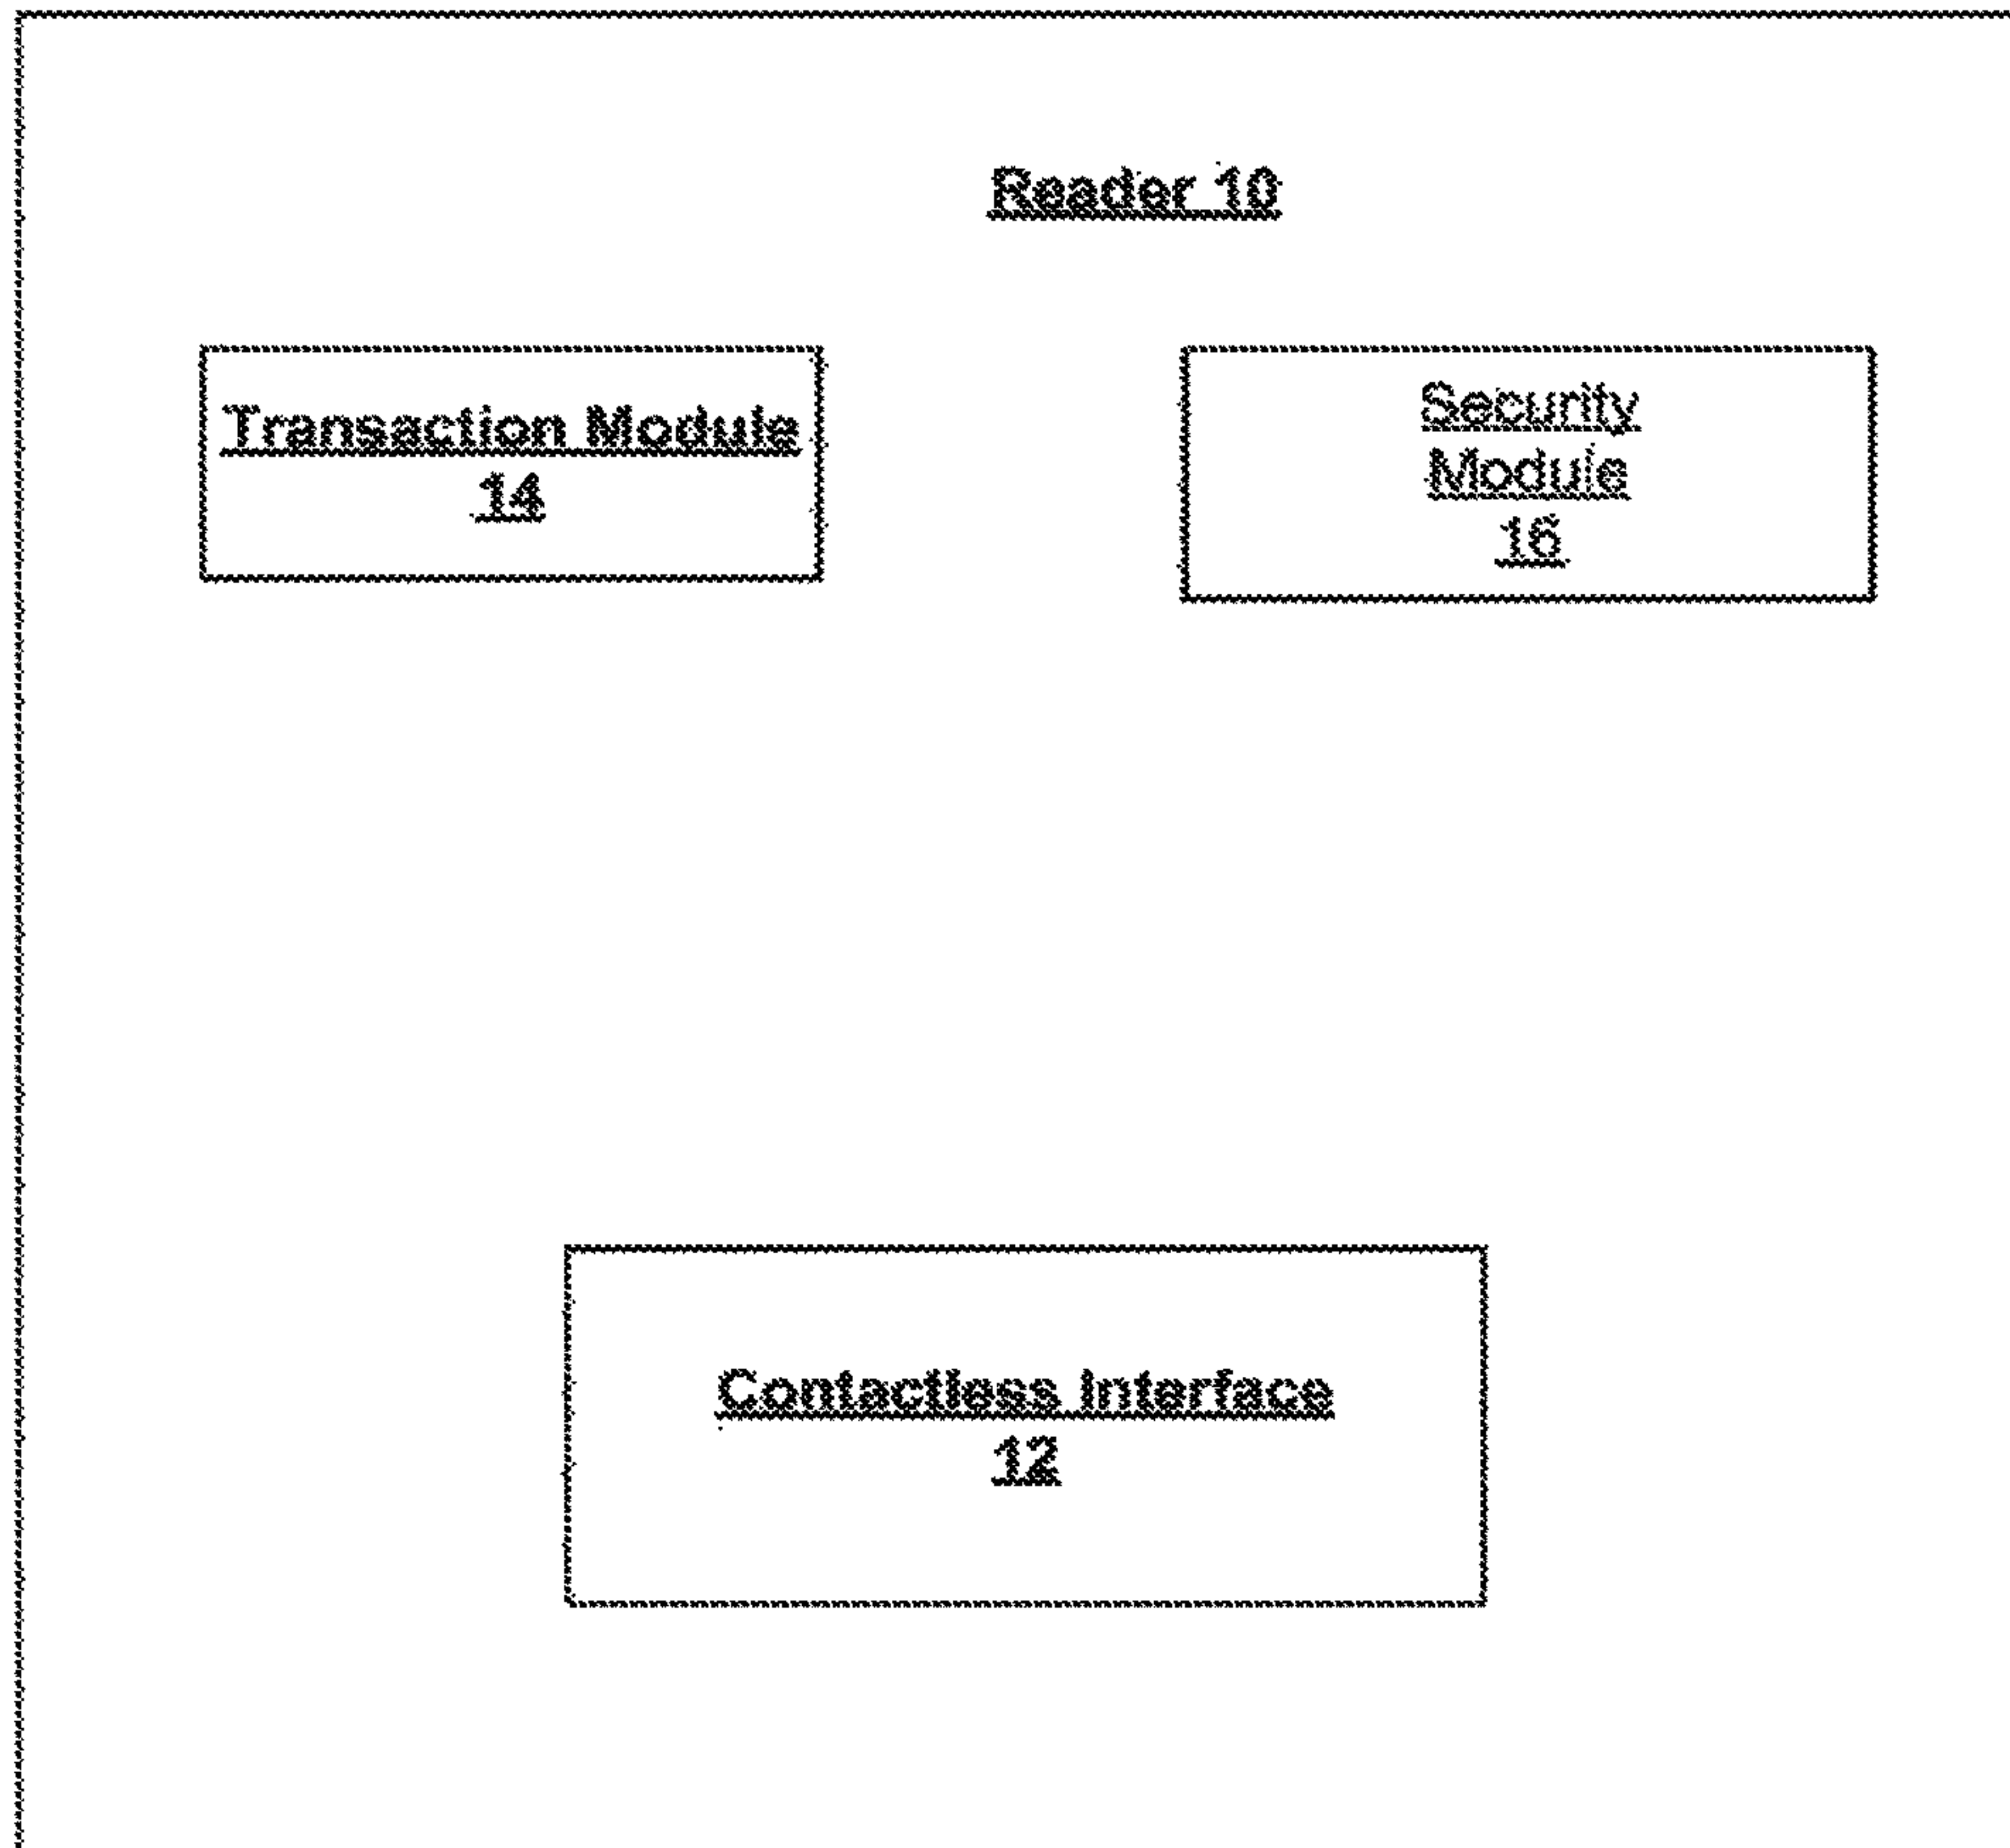 Reader 10
Transaction Module
14
Security
Module
16
Contactless Interface
12